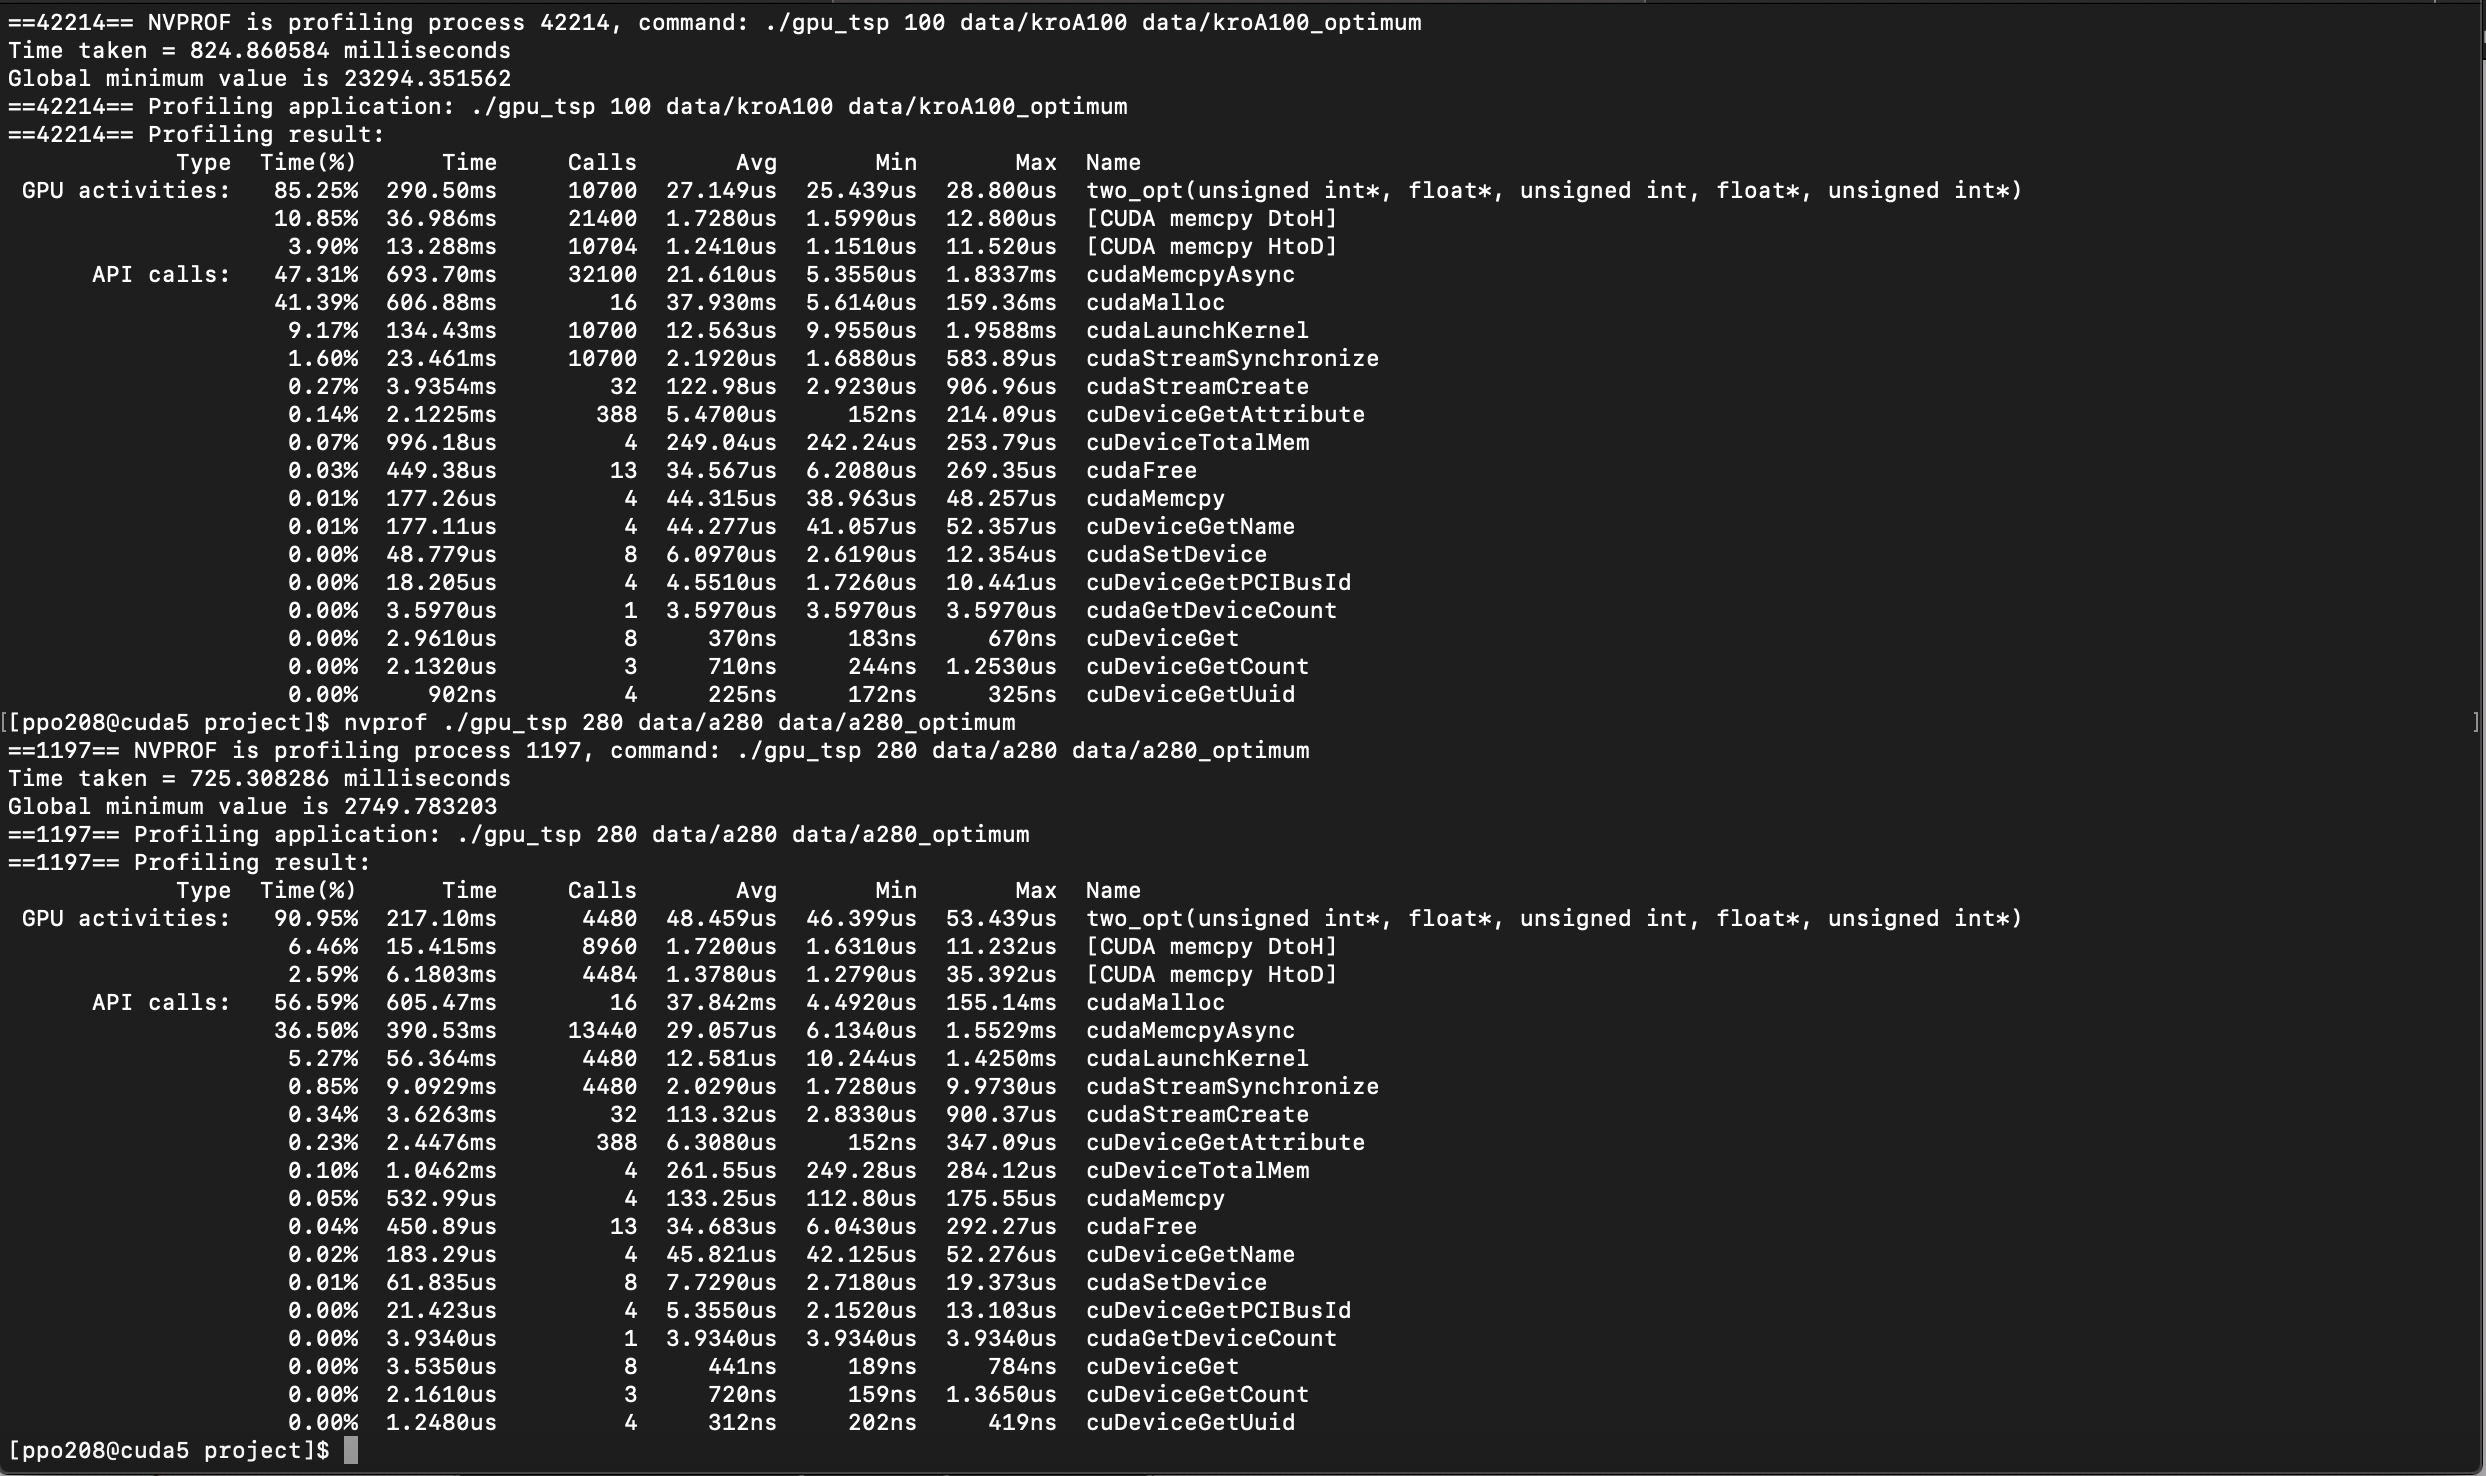 ==42214== NVPROF is profiling process 42214, command: ./gpu_tsp 100 data/kroA100 data/kroA100_optimum
Time taken = 824.860584 milliseconds
Global minimum value is 23294.351562
==42214== Profiling application: ./gpu_tsp 100 data/kroA100 data/kroA100_optimum
==42214== Profiling result:
Type Time(%) Time Calls Avg Min Max Name
GPU activities: 85.25% 290.50ms 10700 27.149us 25.439us 28.800us two_opt(unsigned int*, float*, unsigned int, float*, unsigned int*)
10.85% 36.986ms 21400 1.7280us 1.5990us 12.800us [CUDA memcpy DtoH]
3.90% 13.288ms 10704 1.2410us 1.1510us 11.520us [CUDA memcpy HtoD]
API calls: 47.31% 693.70ms 32100 21.610us 5.3550us 1.8337ms cudaMemcpyAsync
41.39% 606.88ms 16 37.930ms 5.6140us 159.36ms cudaMalloc
9.17% 134.43ms 10700 12.563us 9.9550us 1.9588ms cudaLaunchKernel
1.60% 23.461ms 10700 2.1920us 1.6880us 583.89us cudaStreamSynchronize
0.27% 3.9354ms 32 122.98us 2.9230us 906.96us cudaStreamCreate
0.14% 2.1225ms 388 5.4700us 152ns 214.09us cuDeviceGetAttribute
0.07% 996.18us 4 249.04us 242.24us 253.79us cuDeviceTotalMem
0.03% 449.38us 13 34.567us 6.2080us 269.35us cudaFree
0.01% 177.26us 4 44.315us 38.963us 48.257us cudaMemcpy
0.01% 177.11us 4 44.277us 41.057us 52.357us cuDeviceGetName
0.00% 48.779us 8 6.0970us 2.6190us 12.354us cudaSetDevice
0.00% 18.205us 4 4.5510us 1.7260us 10.441us cuDeviceGetPCIBusId
0.00% 3.5970us 1 3.5970us 3.5970us 3.5970us cudaGetDeviceCount
0.00% 2.9610us 8 370ns 183ns 670ns cuDeviceGet
0.00% 2.1320us 3 710ns 244ns 1.2530us cuDeviceGetCount
0.00% 902ns 4 225ns 172ns 325ns cuDeviceGetUuid
[[ppo208@cuda5 project]$ nvprof ./gpu_tsp 280 data/a280 data/a280_optimum ]
==1197== NVPROF is profiling process 1197, command: ./gpu_tsp 280 data/a280 data/a280_optimum
Time taken = 725.308286 milliseconds
Global minimum value is 2749.783203
==1197== Profiling application: ./gpu_tsp 280 data/a280 data/a280_optimum
==1197== Profiling result:
Type Time(%) Time Calls Avg Min Max Name
GPU activities: 90.95% 217.10ms 4480 48.459us 46.399us 53.439us two_opt(unsigned int*, float*, unsigned int, float*, unsigned int*)
6.46% 15.415ms 8960 1.7200us 1.6310us 11.232us [CUDA memcpy DtoH]
2.59% 6.1803ms 4484 1.3780us 1.2790us 35.392us [CUDA memcpy HtoD]
API calls: 56.59% 605.47ms 16 37.842ms 4.4920us 155.14ms cudaMalloc
36.50% 390.53ms 13440 29.057us 6.1340us 1.5529ms cudaMemcpyAsync
5.27% 56.364ms 4480 12.581us 10.244us 1.4250ms cudaLaunchKernel
0.85% 9.0929ms 4480 2.0290us 1.7280us 9.9730us cudaStreamSynchronize
0.34% 3.6263ms 32 113.32us 2.8330us 900.37us cudaStreamCreate
0.23% 2.4476ms 388 6.3080us 152ns 347.09us cuDeviceGetAttribute
0.10% 1.0462ms 4 261.55us 249.28us 284.12us cuDeviceTotalMem
0.05% 532.99us 4 133.25us 112.80us 175.55us cudaMemcpy
0.04% 450.89us 13 34.683us 6.0430us 292.27us cudaFree
0.02% 183.29us 4 45.821us 42.125us 52.276us cuDeviceGetName
0.01% 61.835us 8 7.7290us 2.7180us 19.373us cudaSetDevice
0.00% 21.423us 4 5.3550us 2.1520us 13.103us cuDeviceGetPCIBusId
0.00% 3.9340us 1 3.9340us 3.9340us 3.9340us cudaGetDeviceCount
0.00% 3.5350us 8 441ns 189ns 784ns cuDeviceGet
0.00% 2.1610us 3 720ns 159ns 1.3650us cuDeviceGetCount
0.00% 1.2480us 4 312ns 202ns 419ns cuDeviceGetUuid
[ppo208@cuda5 project]$